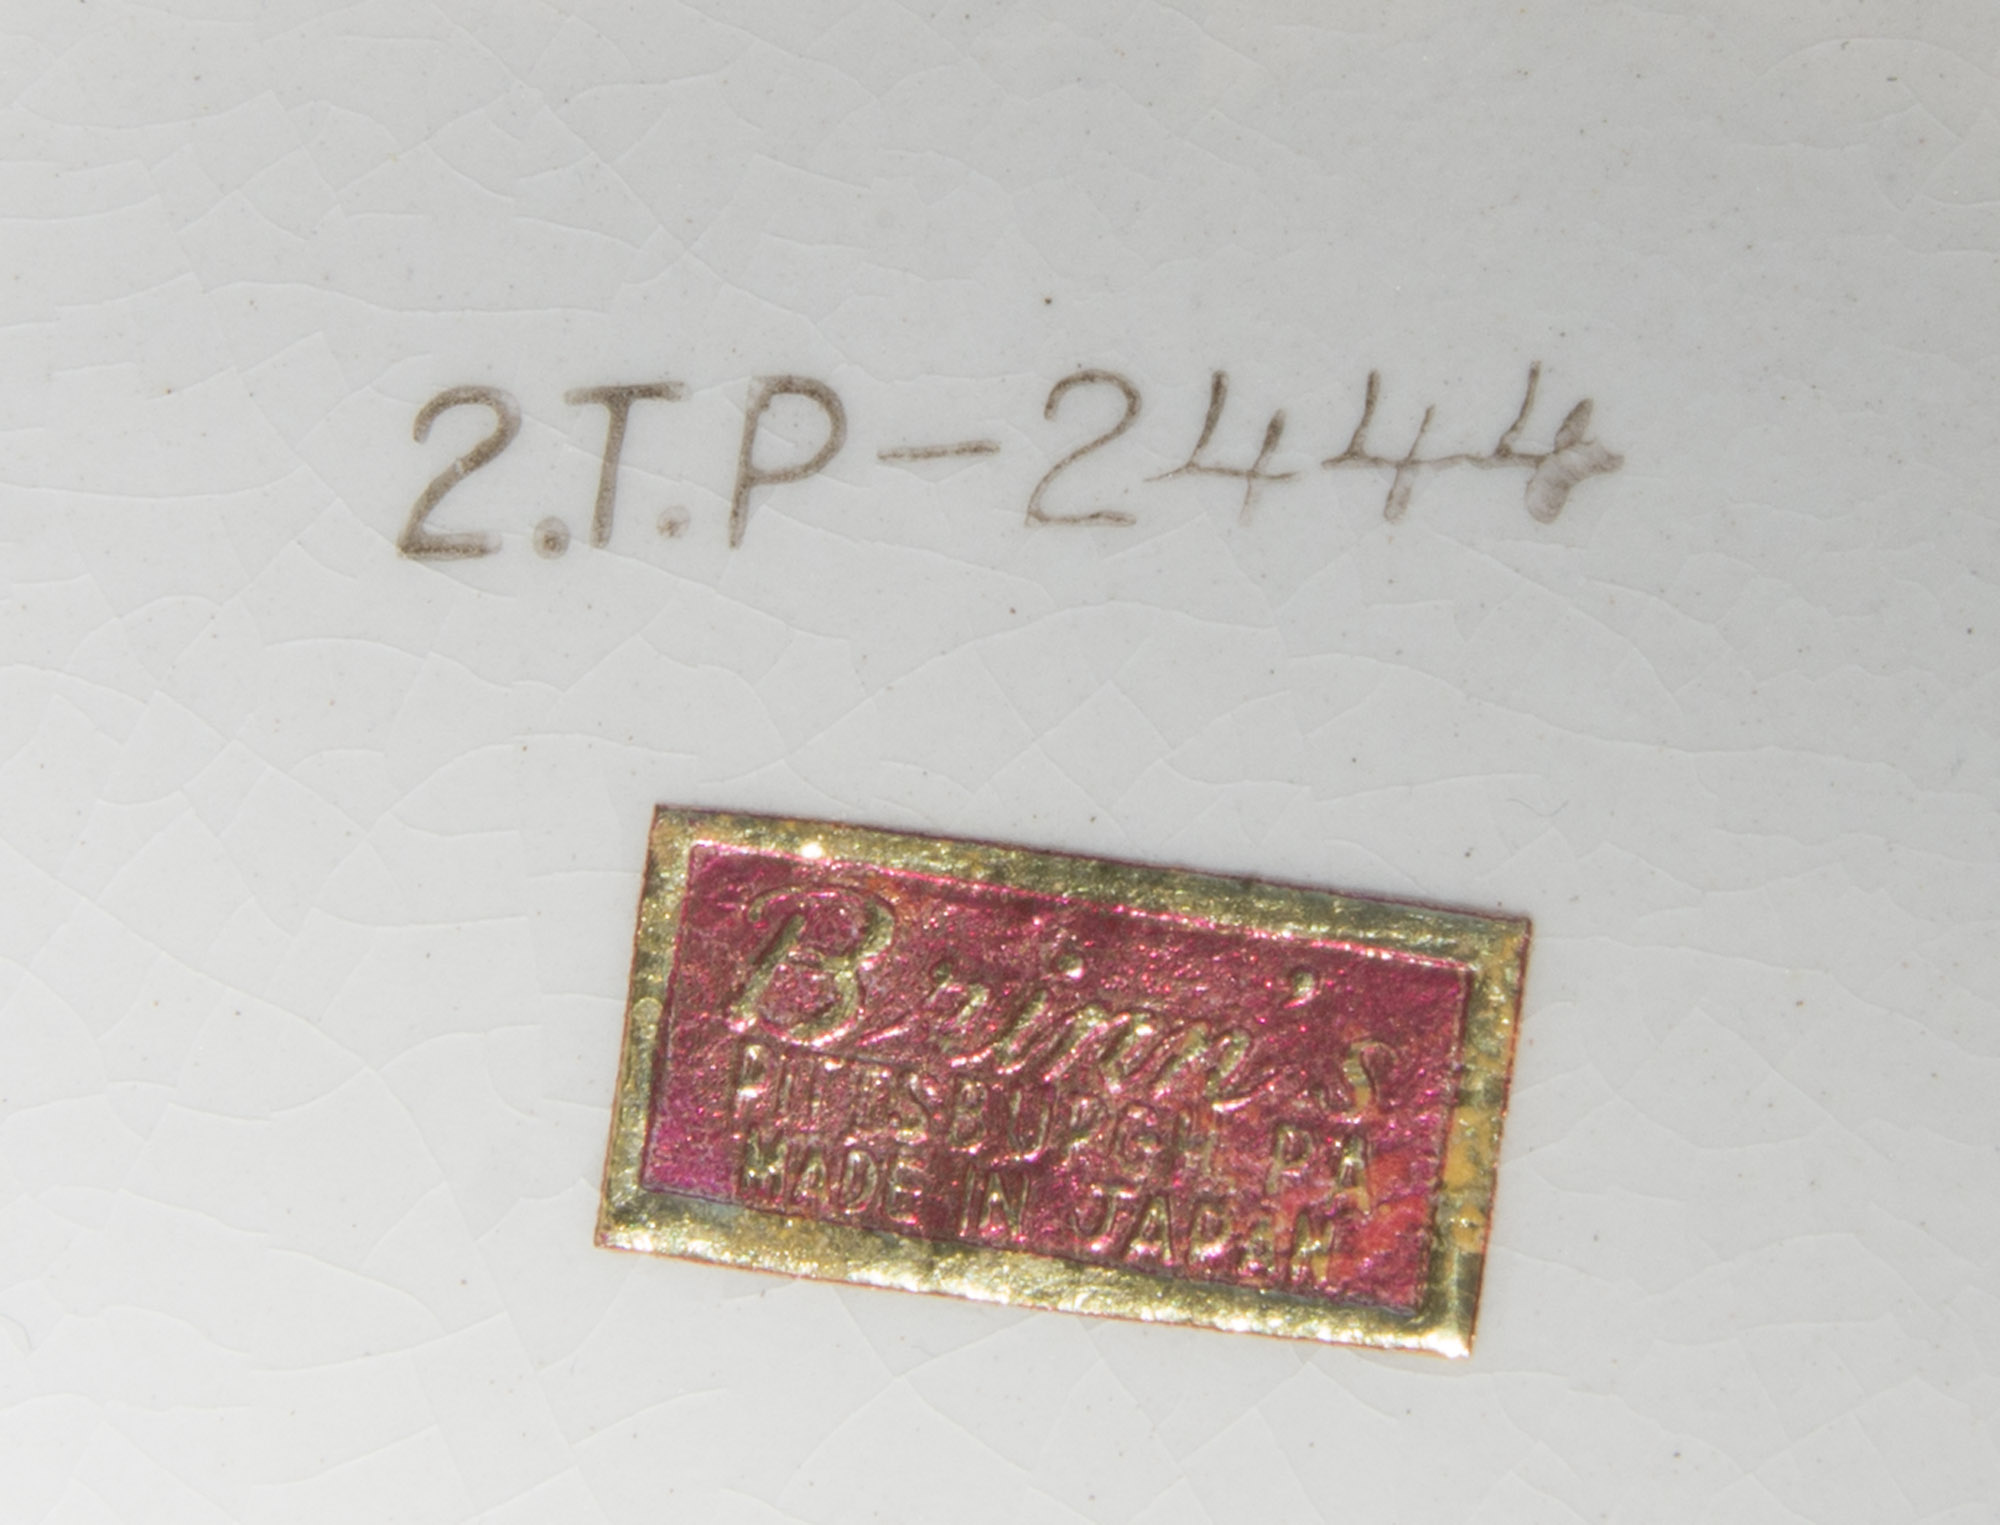 2.T.P-2444
Brinn's
PITTSBURGH, PA
MADE IN JAPAN